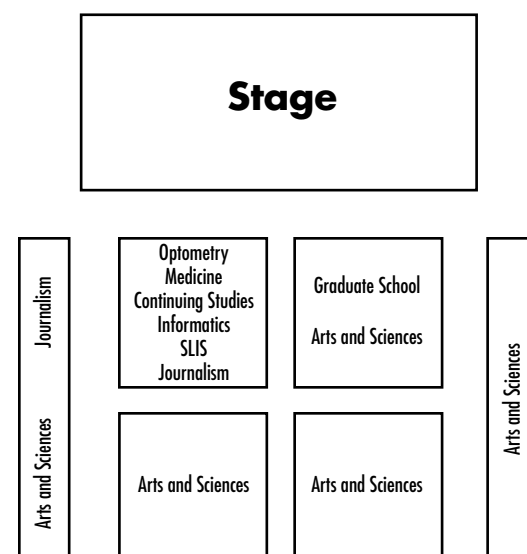 Stage
Journalism
Arts and Sciences
Optometry
Medicine
Continuing Studies
Informatics
SLIS
Journalism
Graduate School
Arts and Sciences
Arts and Sciences
Arts and Sciences
Arts and Sciences